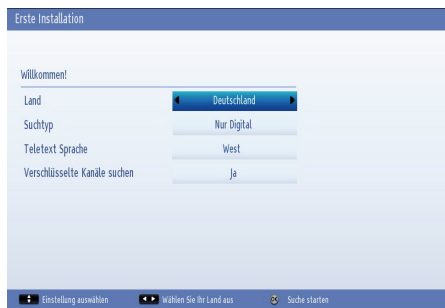 Erste Installation
Willkommen!
Land Deutschland
Suchtyp Nur Digital
Teletext Sprache West
Verschlüsselte Kanäle suchen Ja
Einstellung auswählen Wählen Sie Ihr Land aus OK Suche starten